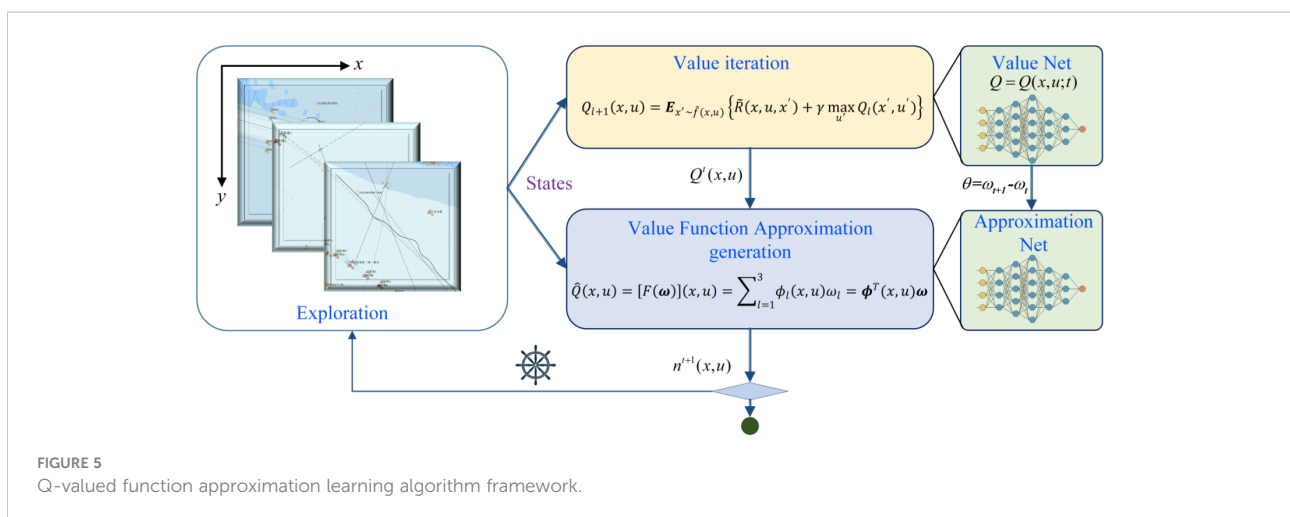 x
y
Exploration
States
Value iteration
Q_{l+1}(x,u) = E_{x'~f̃(x,u)} {R̃(x,u,x') + γ max_{u'} Q_l(x',u')}
Q^t(x,u)
Value Function Approximation
generation
Q̂(x,u) = [F(ω)](x,u) = ∑_{l=1}^{3} ϕ_l(x,u)ω_l = ϕ^T(x,u)ω
n^{t+1}(x,u)
Value Net
Q = Q(x,u;t)
θ=ω_{t+1}-ω_t
Approximation
Net
FIGURE 5
Q-valued function approximation learning algorithm framework.